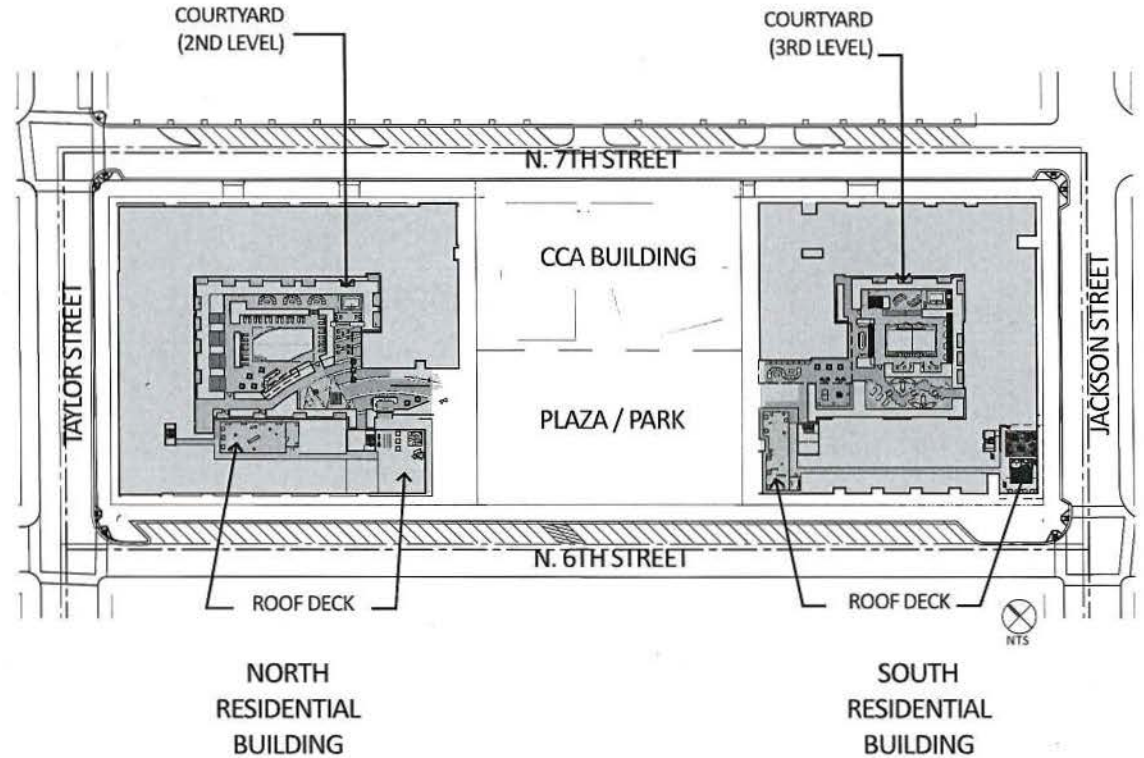 COURTYARD
(2ND LEVEL)
COURTYARD
(3RD LEVEL)
N. 7TH STREET
CCA BUILDING
TAYLOR STREET
JACKSON STREET
PLAZA / PARK
N. 6TH STREET
ROOF DECK
ROOF DECK
NTS
NORTH
RESIDENTIAL
BUILDING
SOUTH
RESIDENTIAL
BUILDING